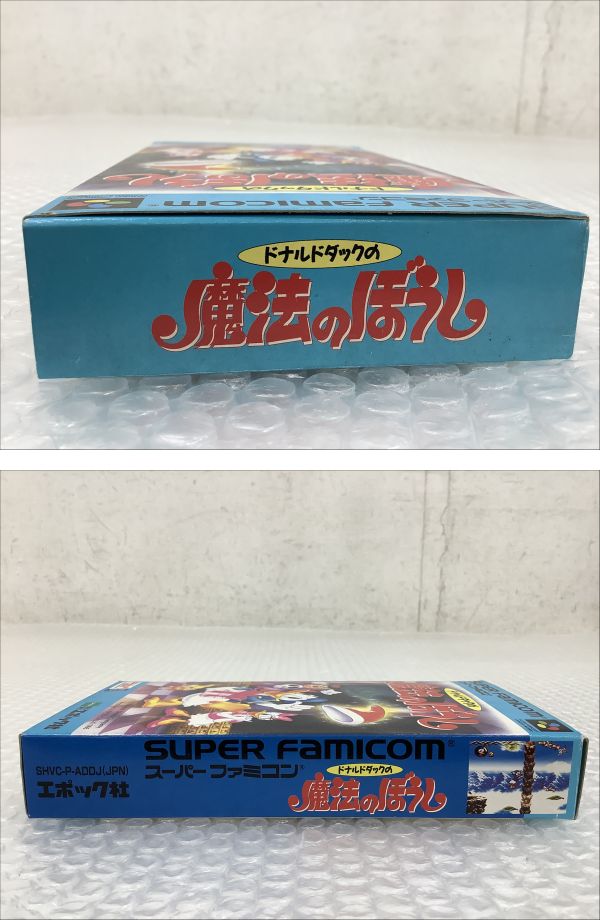 ドナルドダックの
魔法のぼうし
SUPER FAMICOM®
SHVC-P-ADDJ(JPN)
スーパーファミコン®
エポック社
ドナルドダックの
魔法のぼうし